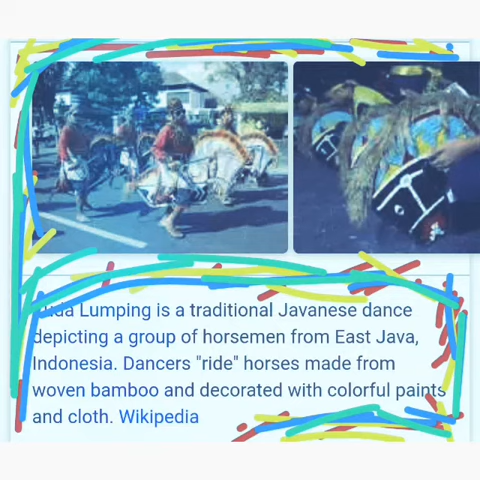 Lumping is a traditional Javanese dance
depicting a group of horsemen from East Java,
Indonesia. Dancers "ride" horses made from
woven bamboo and decorated with colorful paints
and cloth. Wikipedia